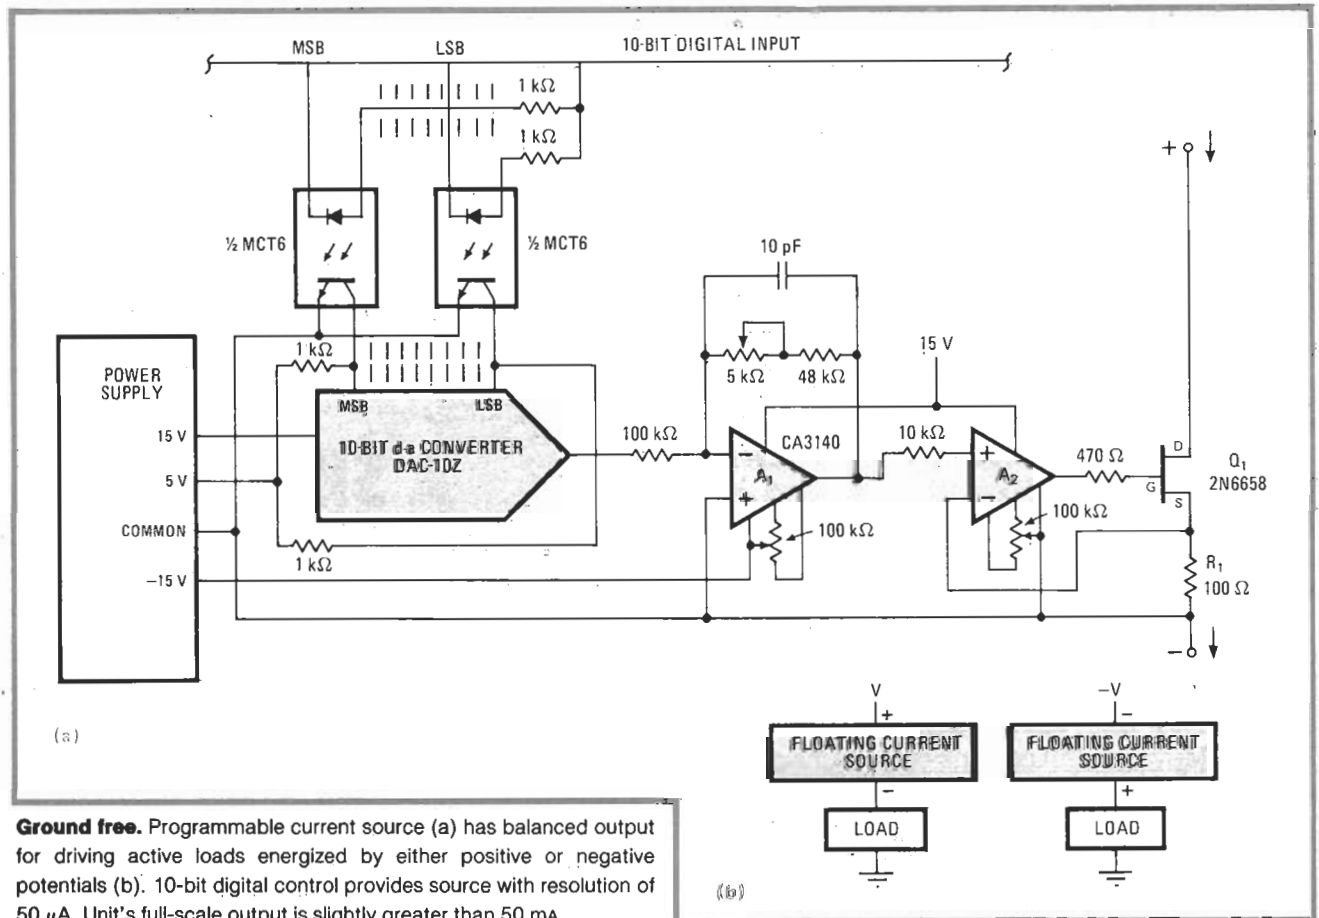 MSB LSB 10-BIT DIGITAL INPUT
1 kΩ
1 kΩ
½ MCT6
½ MCT6
10 pF
1 kΩ
5 kΩ
48 kΩ
15 V
POWER
SUPPLY
15 V
5 V
COMMON
−15 V
MSB LSB
10-BIT d-a CONVERTER
DAC-10Z
1 kΩ
100 kΩ
−
+
A1
CA3140
100 kΩ
10 kΩ
+
−
A2
100 kΩ
470 Ω
+
D
G
S
Q1
2N6658
R1
100 Ω
−
(a)
V
+
FLOATING CURRENT
SOURCE
−
LOAD
−V
−
FLOATING CURRENT
SOURCE
+
LOAD
(b)
Ground free. Programmable current source (a) has balanced output
for driving active loads energized by either positive or negative
potentials (b). 10-bit digital control provides source with resolution of
50 μA. Unit's full-scale output is slightly greater than 50 mA.